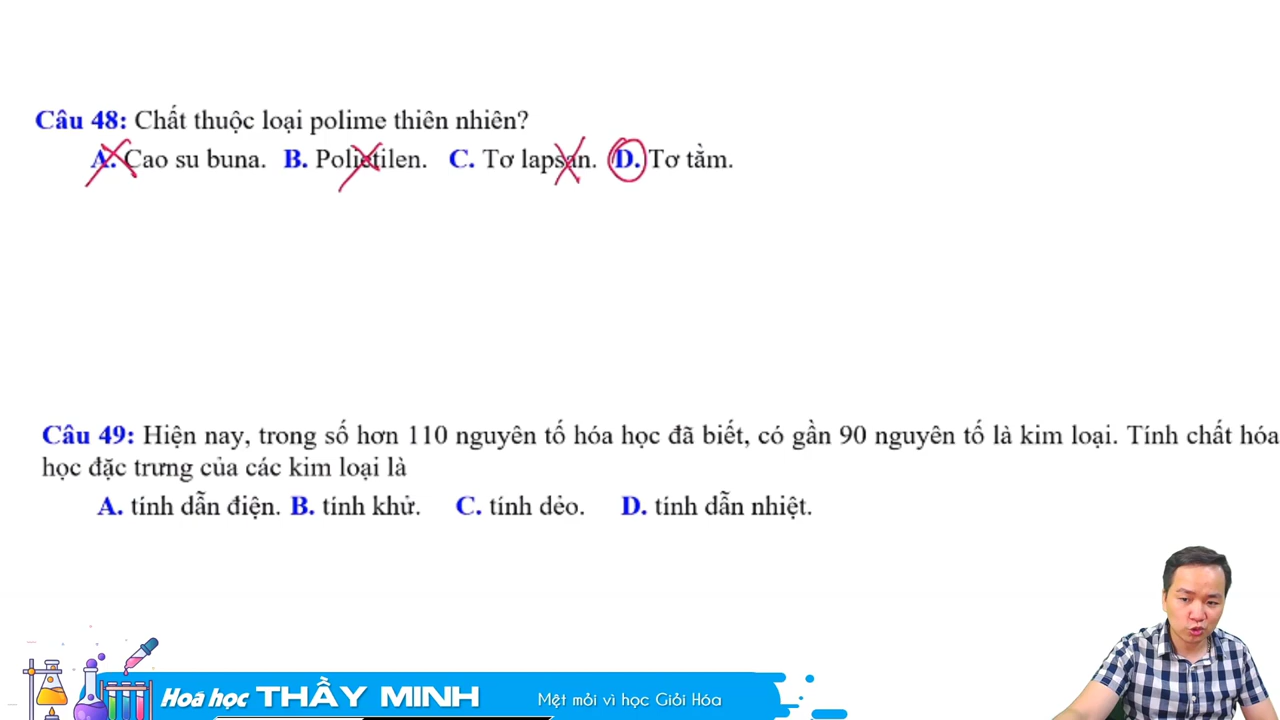 Câu 48: Chất thuộc loại polime thiên nhiên?
A. Cao su buna. B. Polietilen. C. Tơ lapsan. D. Tơ tằm.
Câu 49: Hiện nay, trong số hơn 110 nguyên tố hóa học đã biết, có gần 90 nguyên tố là kim loại. Tính chất hóa
học đặc trưng của các kim loại là
A. tính dẫn điện. B. tính khử. C. tính dẻo. D. tính dẫn nhiệt.
Hoá học THẦY MINH Mệt mỏi vì học Giỏi Hóa